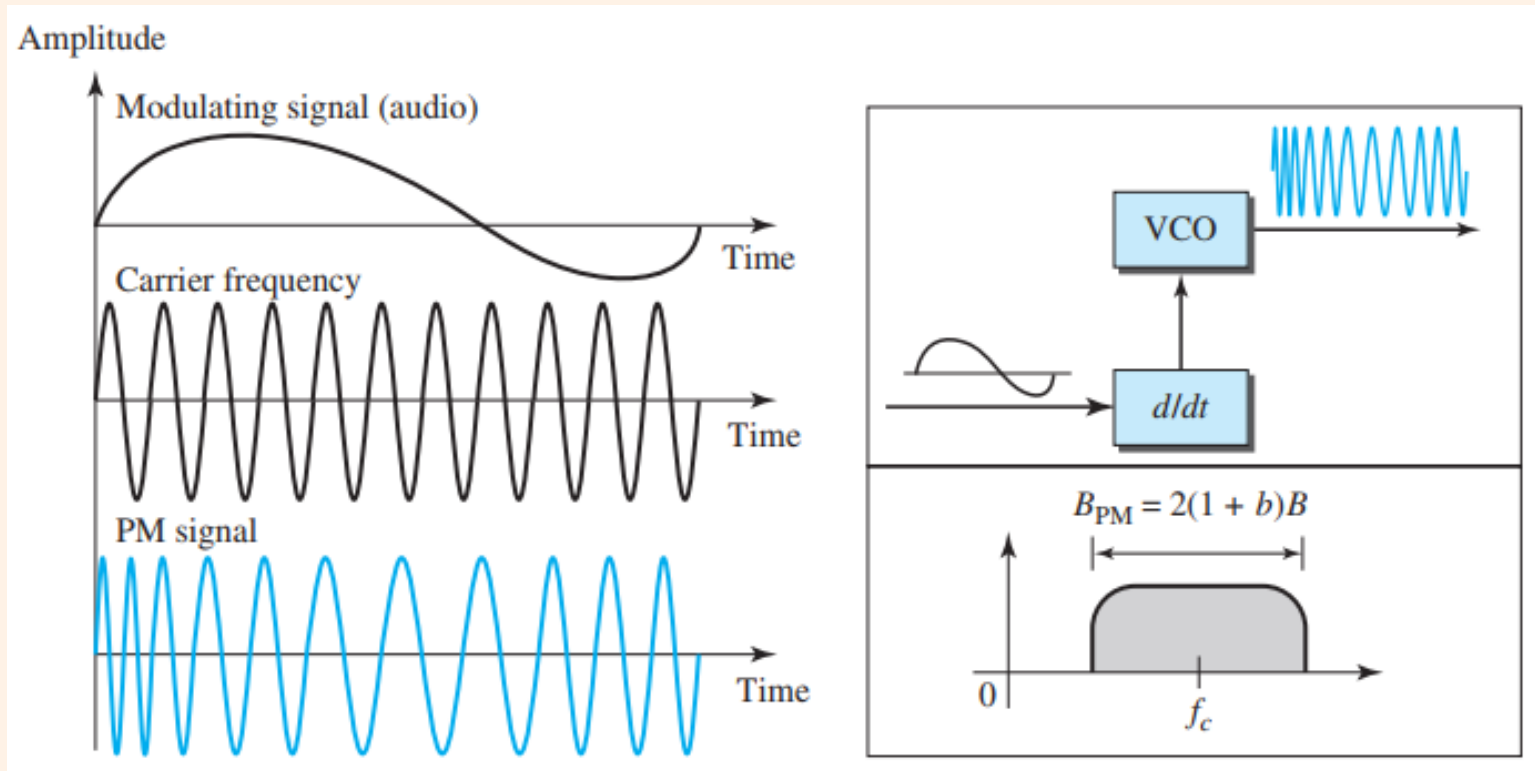 Amplitude
Modulating signal (audio)
Time
Carrier frequency
Time
PM signal
Time
VCO
d/dt
B_PM = 2(1 + b)B
0
f_c